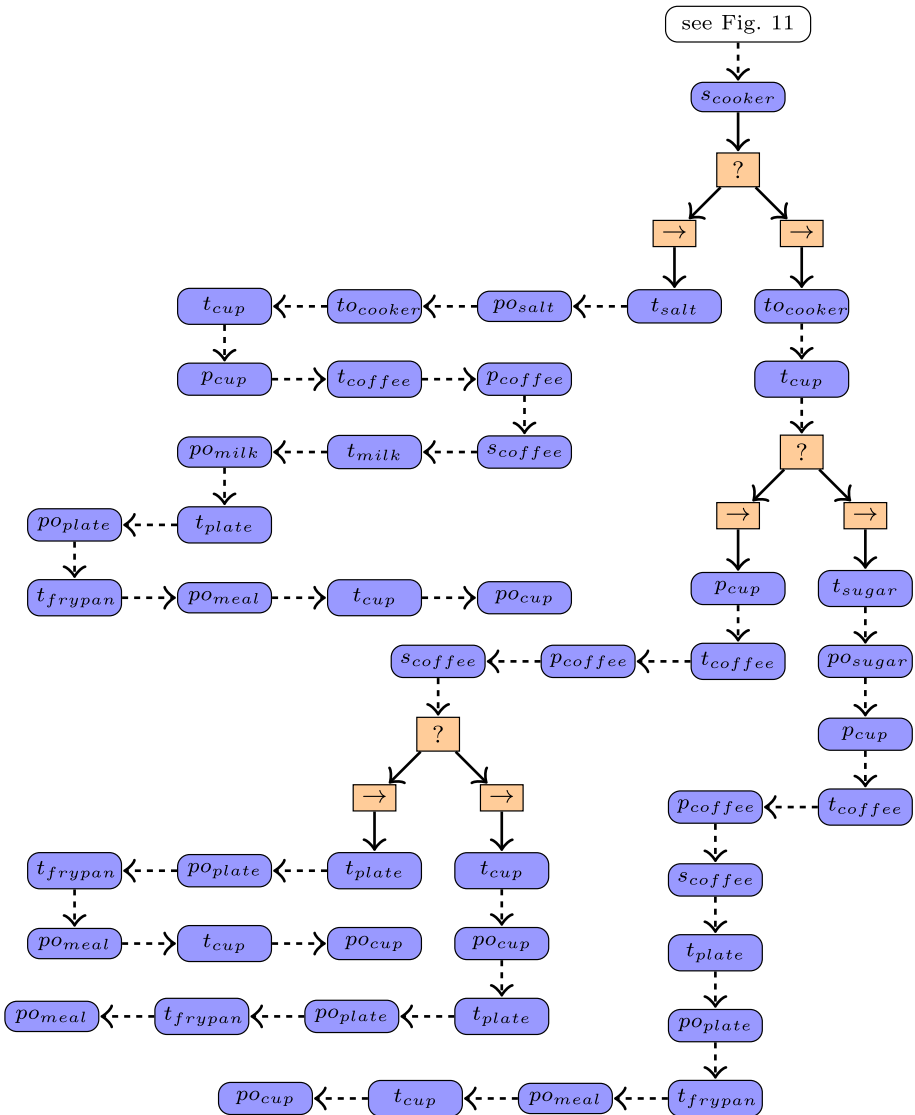 see Fig. 11
s_cooker
?
→ →
t_cup to_cooker po_salt t_salt to_cooker
p_cup t_coffee p_coffee t_cup
po_milk t_milk s_coffee ?
po_plate t_plate → →
t_frypan po_meal t_cup po_cup p_cup t_sugar
s_coffee p_coffee t_coffee po_sugar
? p_cup
→ → p_coffee t_coffee
t_frypan po_plate t_plate t_cup s_coffee
po_meal t_cup po_cup po_cup t_plate
po_meal t_frypan po_plate t_plate po_plate
po_cup t_cup po_meal t_frypan